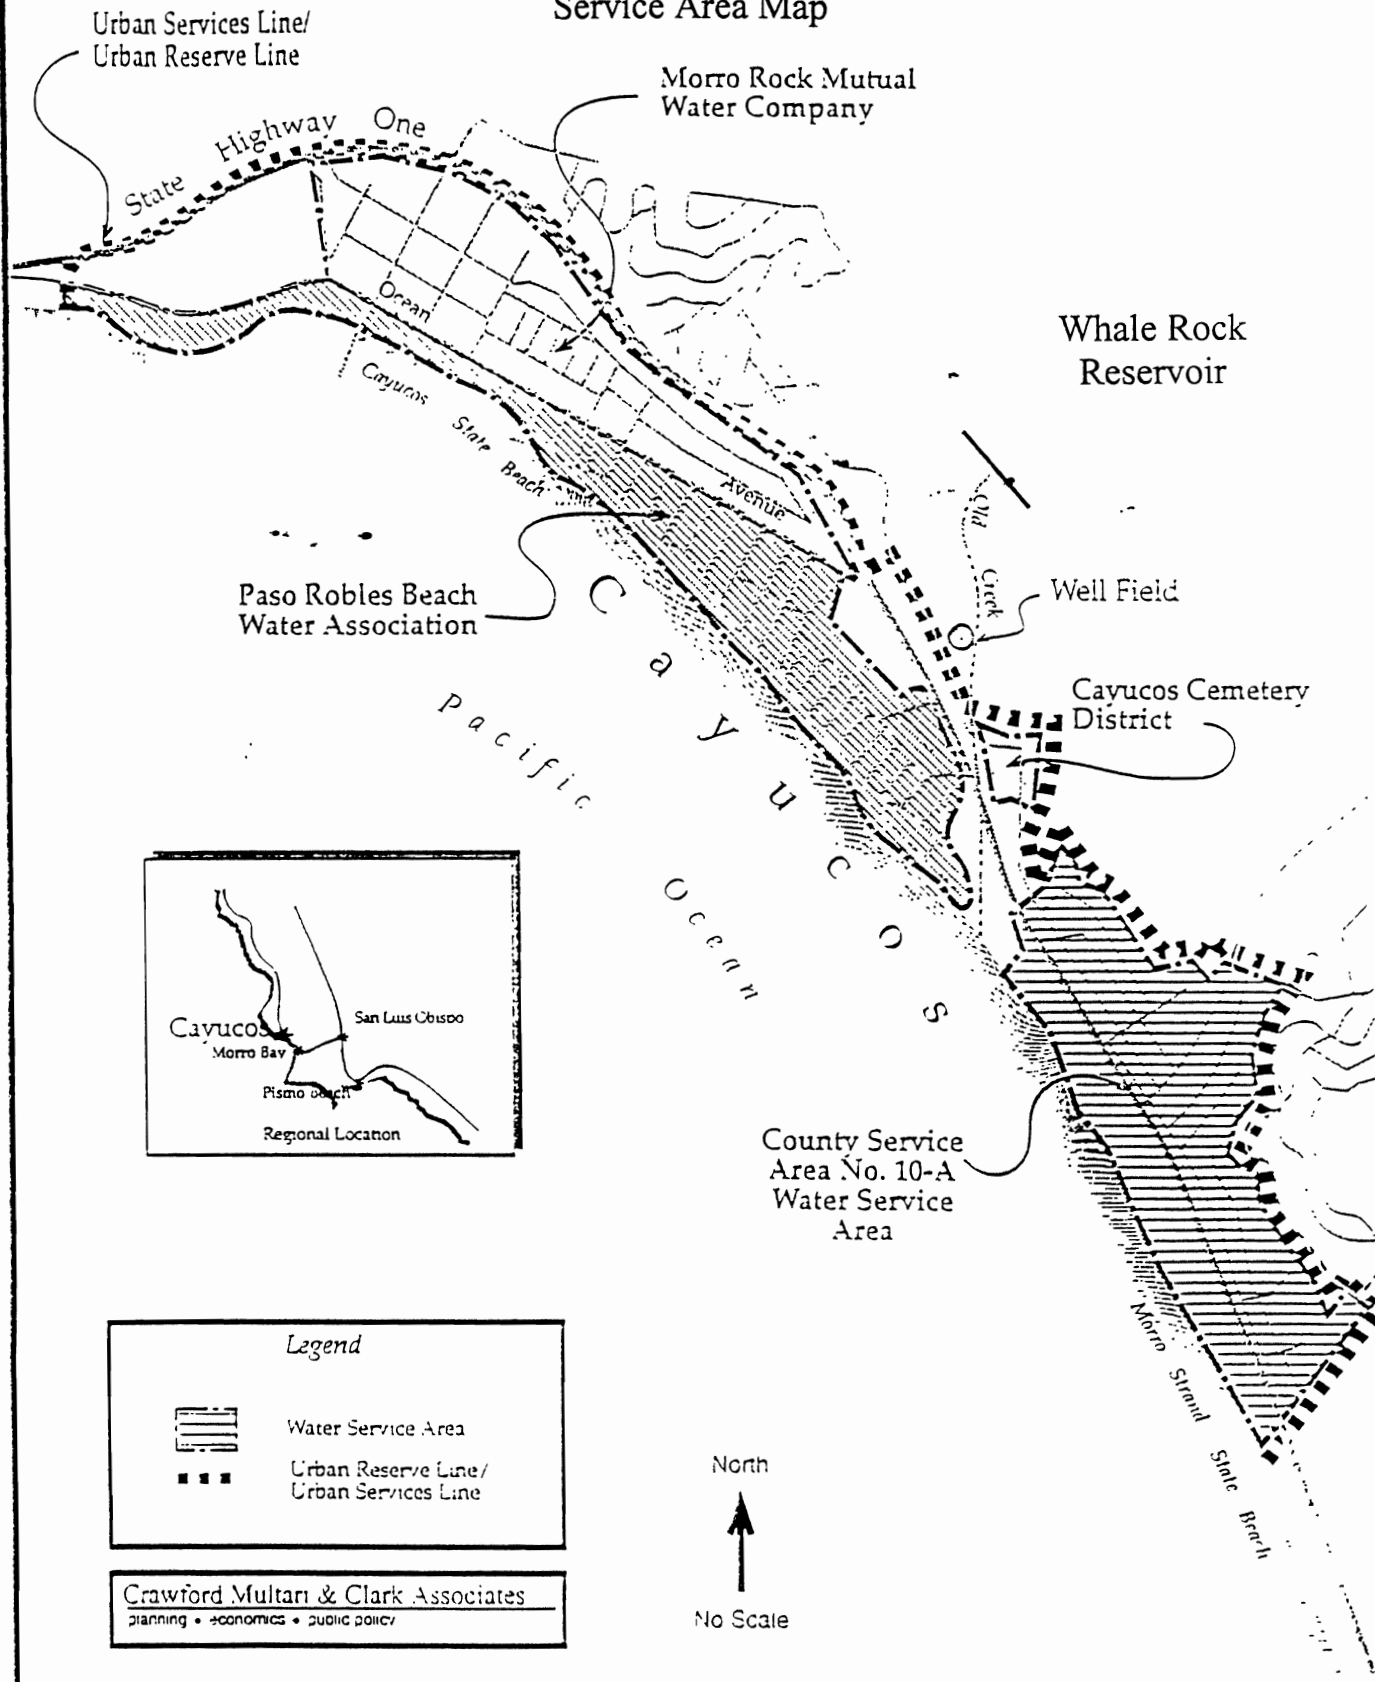 Service Area Map
Urban Services Line/
Urban Reserve Line
Morro Rock Mutual
Water Company
State Highway One
Ocean
Avenue
Cayucos State Beach
Whale Rock
Reservoir
Old Creek
Well Field
Paso Robles Beach
Water Association
Cayucos
Pacific Ocean
Cayucos Cemetery
District
Cayucos
Morro Bay
San Luis Obispo
Pismo Beach
Regional Location
County Service
Area No. 10-A
Water Service
Area
Morro Strand State Beach
Legend
Water Service Area
Urban Reserve Line/
Urban Services Line
North
No Scale
Crawford Multari & Clark Associates
planning • economics • public policy